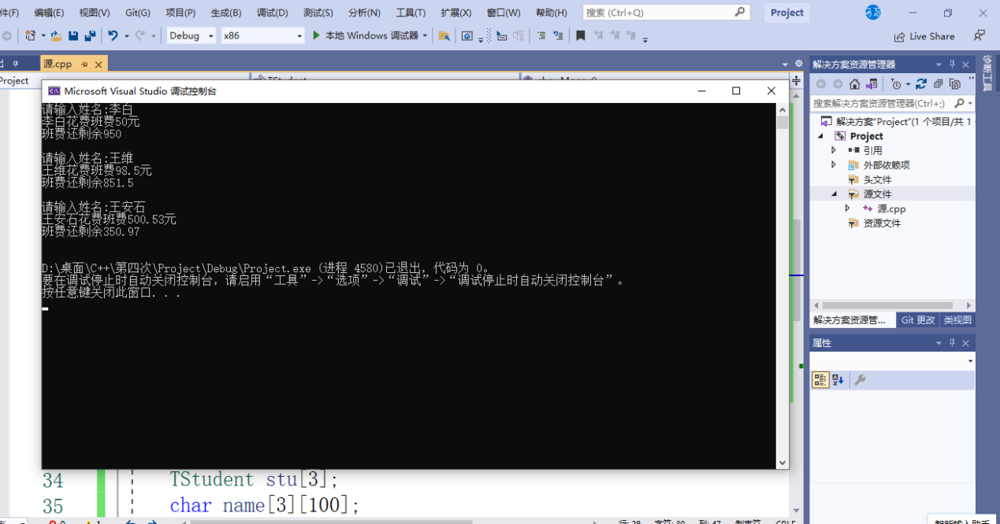 件(F) 编辑(E) 视图(V) Git(G) 项目(P) 生成(B) 调试(D) 测试(S) 分析(N) 工具(T) 扩展(X) 窗口(W) 帮助(H) 搜索 (Ctrl+Q) Project
Debug x86 本地 Windows 调试器 Live Share
源.cpp
Project
解决方案资源管理器
诊断工具
搜索解决方案资源管理器(Ctrl+;)
解决方案"Project"(1 个项目/共 1
Project
引用
外部依赖项
头文件
源文件
源.cpp
资源文件
解决方案资源管... Git 更改 类视图
属性
Microsoft Visual Studio 调试控制台
请输入姓名:李白
李白花费班费50元
班费还剩余950
请输入姓名:王维
王维花费班费98.5元
班费还剩余851.5
请输入姓名:王安石
王安石花费班费500.53元
班费还剩余350.97
D:\桌面\C++\第四次\Project\Debug\Project.exe (进程 4580)已退出，代码为 0。
要在调试停止时自动关闭控制台，请启用“工具”->“选项”->“调试”->“调试停止时自动关闭控制台”。
按任意键关闭此窗口. . .
34 TStudent stu[3];
35 char name[3][100];